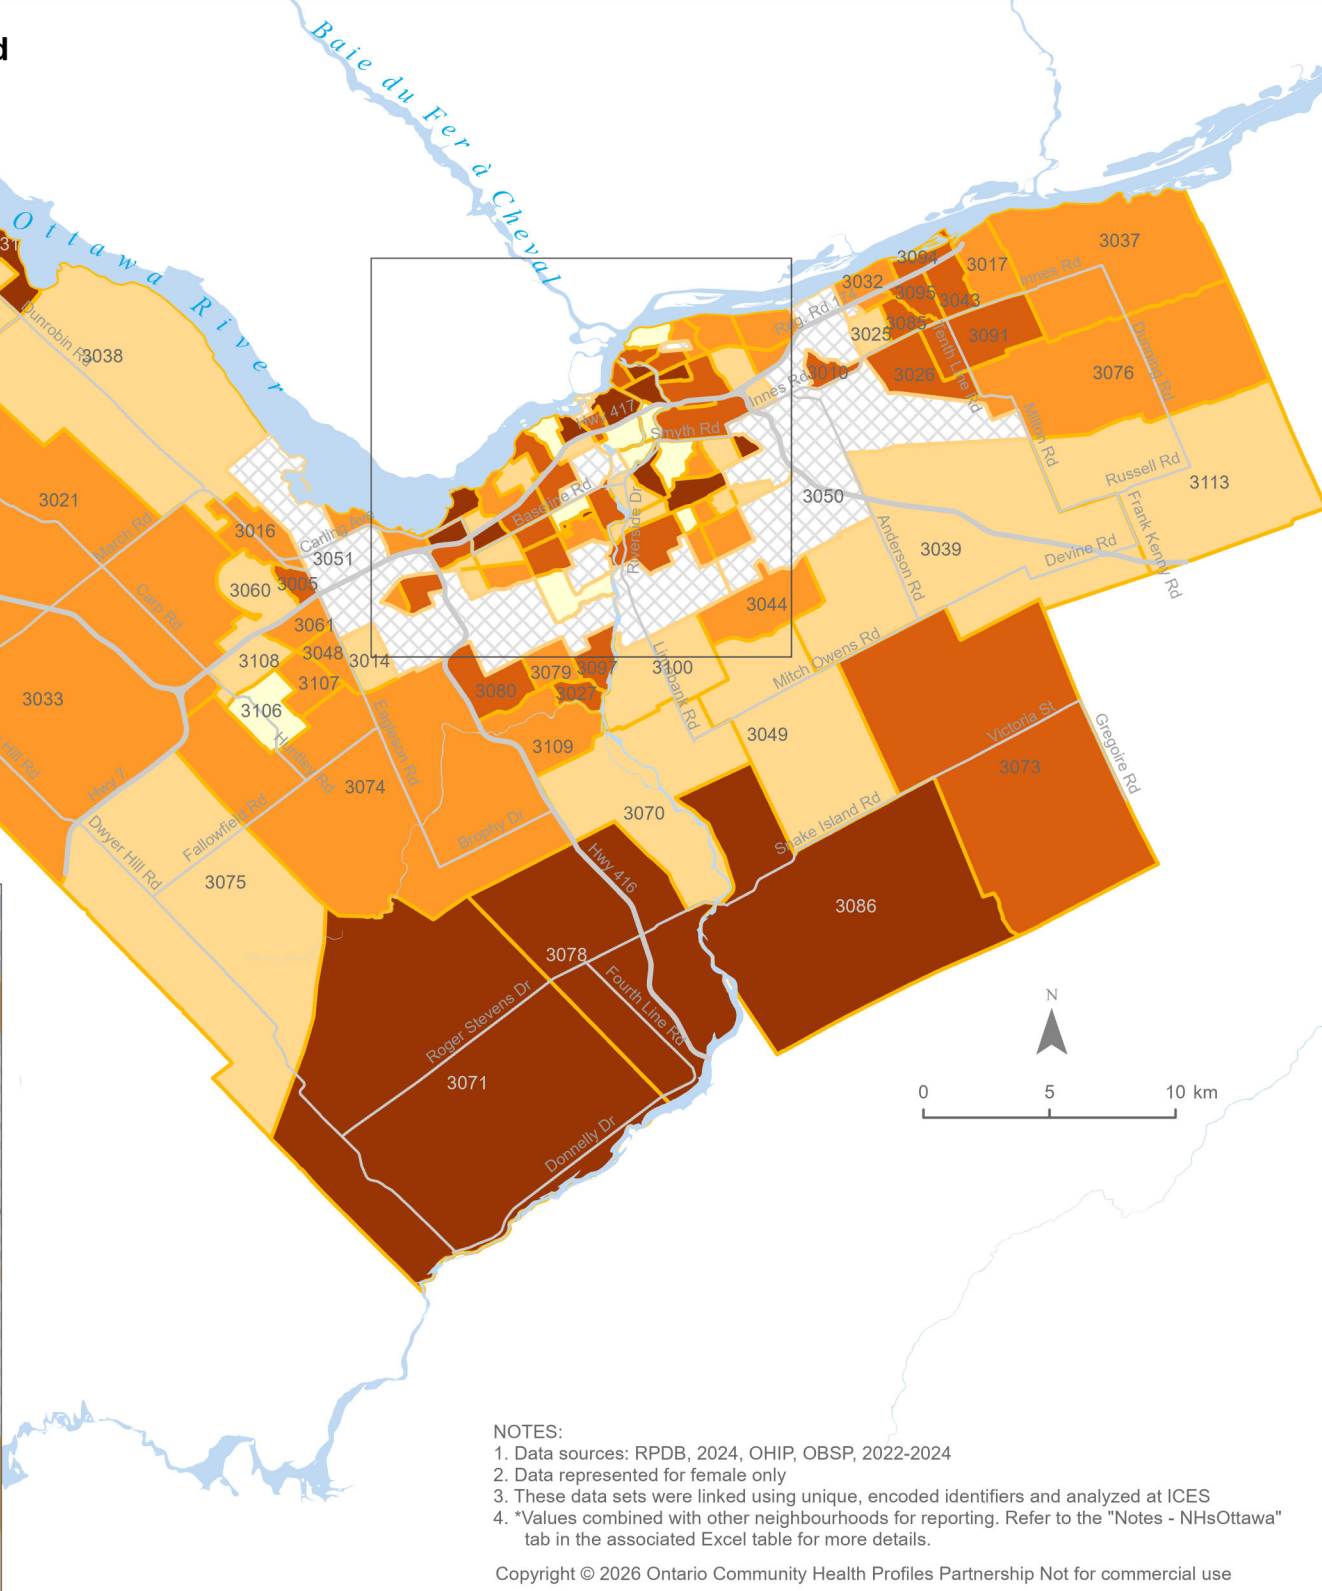 d
Baie du Fer à Cheval
Ottawa River
31
3037
3094
3017
Innes Rd
3032
3095
3043
Reg. Rd 174
3025
3085
3091
Tenth Line Rd
Dunning Rd
Dunrobin Rd
3038
3010
3026
3076
Innes Rd
Hwy 417
Smyth Rd
Milton Rd
Russell Rd
3113
3021
March Rd
3016
Carling Ave
Baseline Rd
Riverside Dr
3050
Frank Kenny Rd
3051
Anderson Rd
3039
Devine Rd
3060
3005
Carp Rd
3061
3044
3108
3048
3014
3107
3079
3097
3100
Limebank Rd
Mitch Owens Rd
3033
3106
3080
3027
Eagleson Rd
3049
Victoria St
Gregoire Rd
Hill Rd
Huntley Rd
3109
3073
Hwy 7
3074
3070
Snake Island Rd
Dwyer Hill Rd
Fallowfield Rd
Brophy Dr
3075
Hwy 416
3086
3078
Roger Stevens Dr
Fourth Line Rd
3071
Donnelly Dr
N
0 5 10 km
NOTES:
1. Data sources: RPDB, 2024, OHIP, OBSP, 2022-2024
2. Data represented for female only
3. These data sets were linked using unique, encoded identifiers and analyzed at ICES
4. *Values combined with other neighbourhoods for reporting. Refer to the "Notes - NHsOttawa"
tab in the associated Excel table for more details.
Copyright © 2026 Ontario Community Health Profiles Partnership Not for commercial use